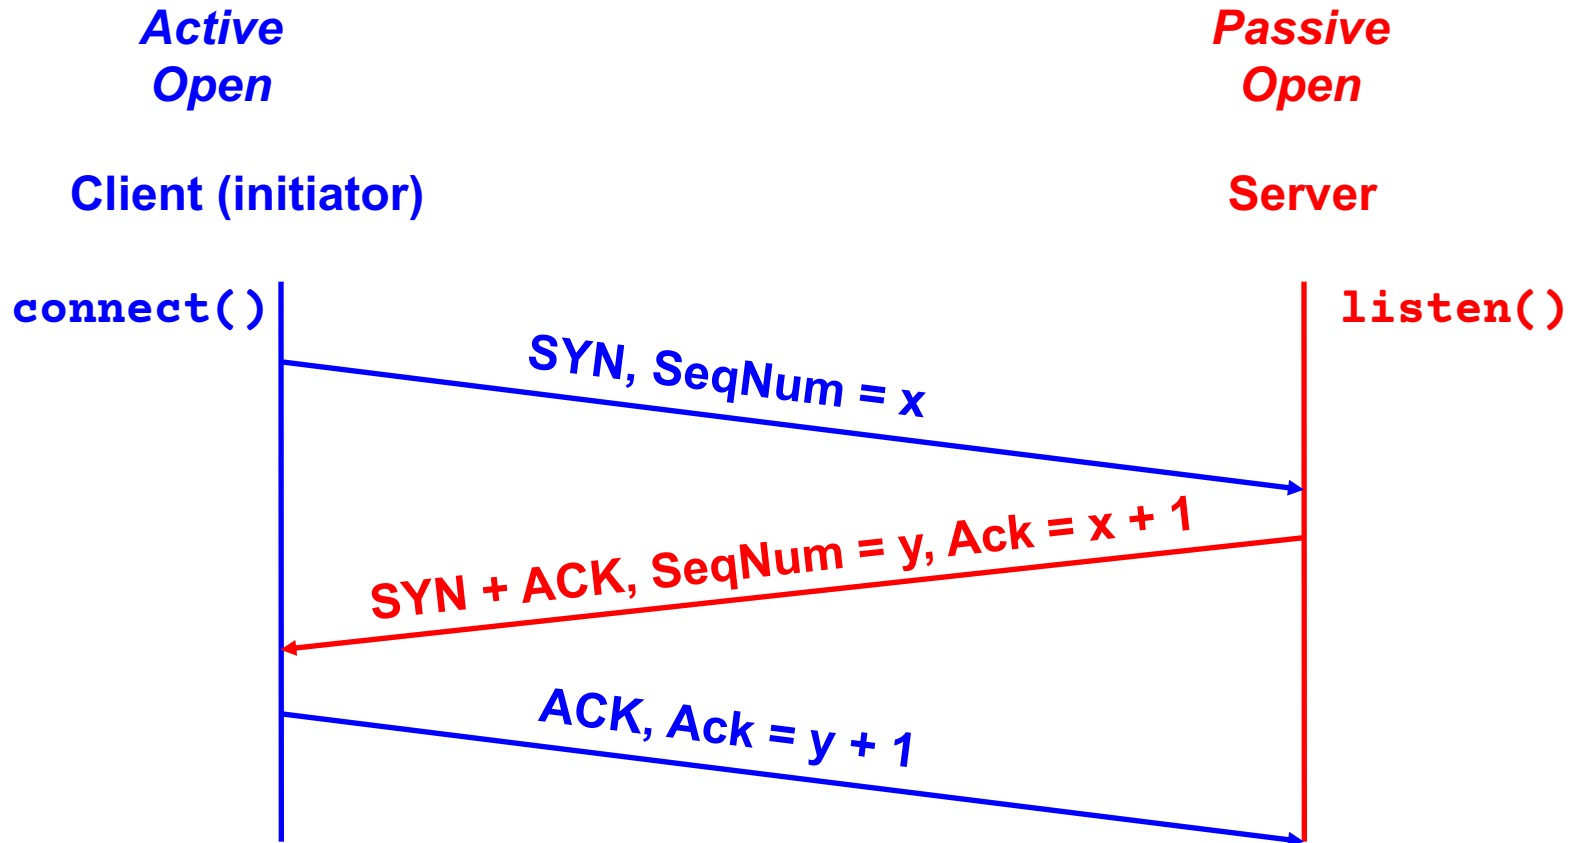 Active
Open
Passive
Open
Client (initiator)
Server
connect()
listen()
SYN, SeqNum = x
SYN + ACK, SeqNum = y, Ack = x + 1
ACK, Ack = y + 1